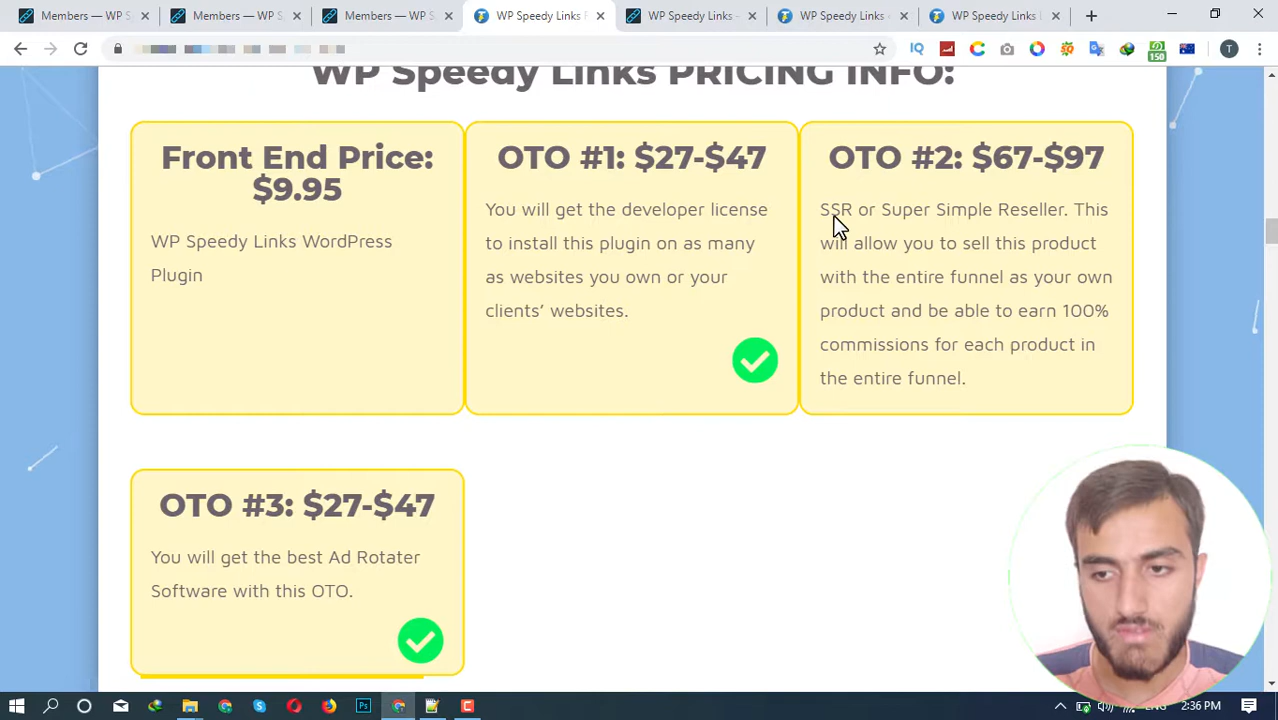 Members — WP Spee
Members — WP Spee
Members — WP Spee
WP Speedy Links F
WP Speedy Links -
WP Speedy Links
WP Speedy Links
T
150
WP Speedy Links PRICING INFO:
Front End Price:
$9.95
WP Speedy Links WordPress
Plugin
OTO #1: $27-$47
You will get the developer license
to install this plugin on as many
as websites you own or your
clients’ websites.
OTO #2: $67-$97
SSR or Super Simple Reseller. This
will allow you to sell this product
with the entire funnel as your own
product and be able to earn 100%
commissions for each product in
the entire funnel.
OTO #3: $27-$47
You will get the best Ad Rotater
Software with this OTO.
Ps
ENG
2:36 PM